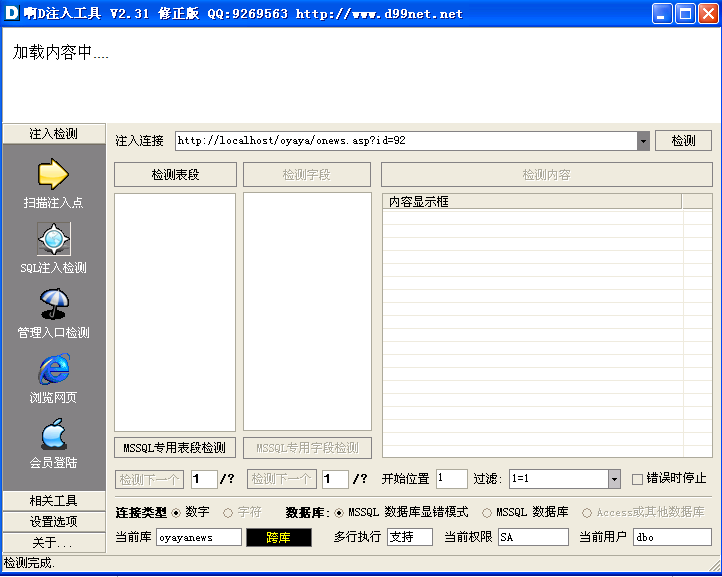 啊D注入工具 V2.31 修正版 QQ:9269563 http://www.d99net.net
加载内容中....
注入检测
注入连接 http://localhost/oyaya/onews.asp?id=92 检测
检测表段 检测字段 检测内容
内容显示框
扫描注入点
SQL注入检测
管理入口检测
浏览网页
会员登陆
MSSQL专用表段检测 MSSQL专用字段检测
检测下一个 1 /? 检测下一个 1 /? 开始位置 1 过滤: 1=1 错误时停止
相关工具
连接类型 数字 字符 数据库: MSSQL 数据库显错模式 MSSQL 数据库 Access或其他数据库
设置选项
当前库 oyayanews 跨库 多行执行 支持 当前权限 SA 当前用户 dbo
关于...
检测完成.